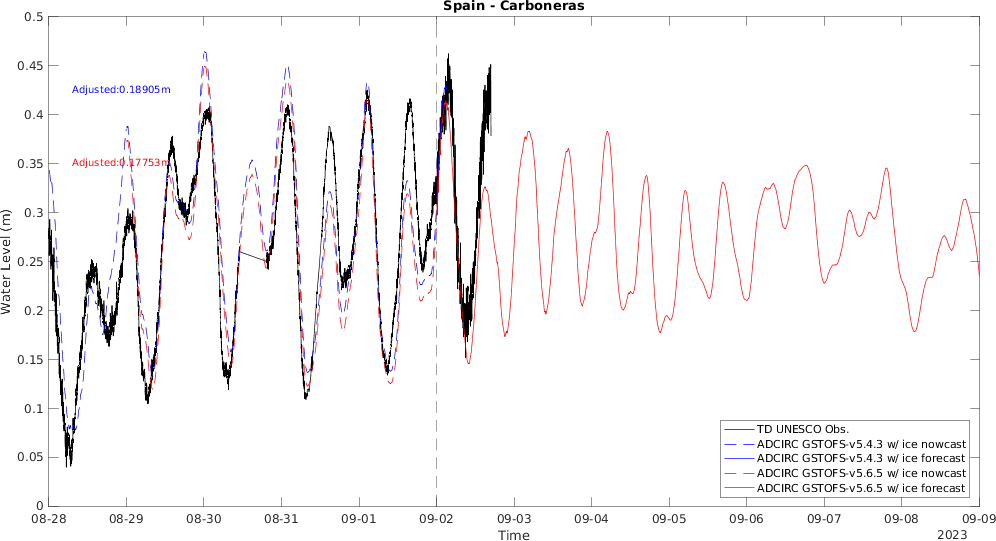 Spain - Carboneras
0.5
0.45
0.4
0.35
0.3
0.25
0.2
0.15
0.1
0.05
0
Water Level (m)
Adjusted:0.18905m
Adjusted:0.17753m
TD UNESCO Obs.
ADCIRC GSTOFS-v5.4.3 w/ ice nowcast
ADCIRC GSTOFS-v5.4.3 w/ ice forecast
ADCIRC GSTOFS-v5.6.5 w/ ice nowcast
ADCIRC GSTOFS-v5.6.5 w/ ice forecast
08-28 08-29 08-30 08-31 09-01 09-02 09-03 09-04 09-05 09-06 09-07 09-08 09-09
Time
2023